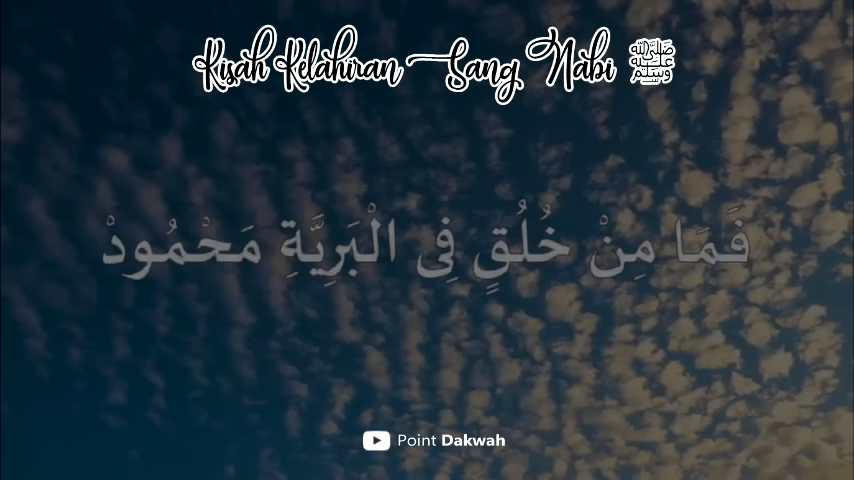 Kisah Kelahiran Sang Nabi ﷺ
فَمَا مِنْ خُلُقٍ فِى الْبَرِيَّةِ مَحْمُودْ
Point Dakwah